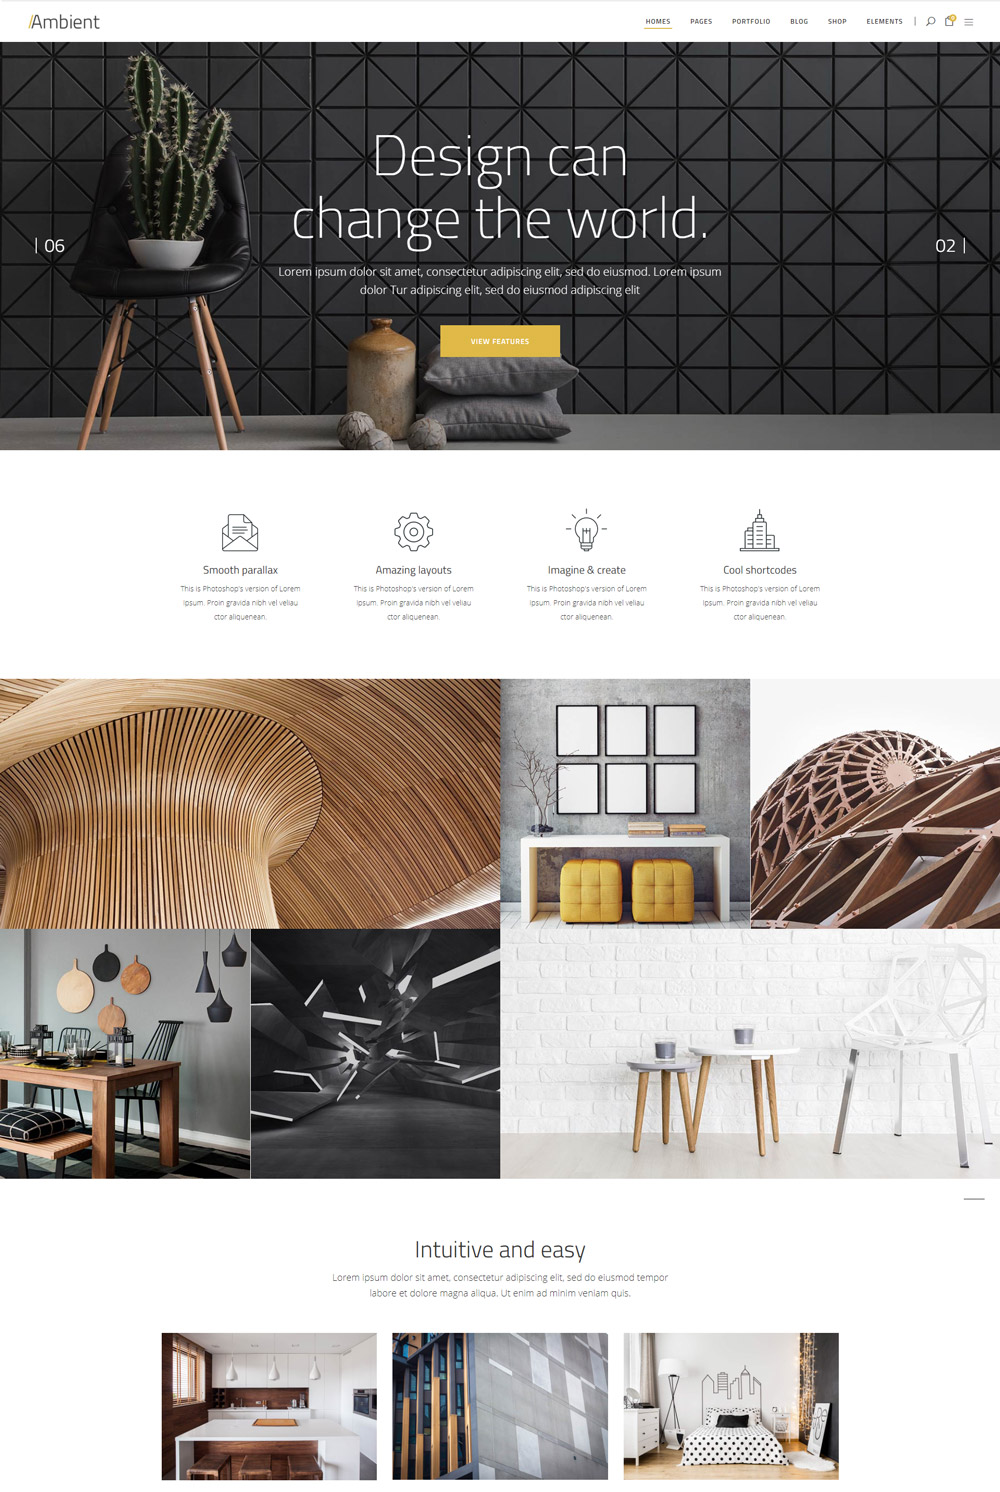 /Ambient
HOMES PAGES PORTFOLIO BLOG SHOP ELEMENTS
Design can
change the world.
06
02
Lorem ipsum dolor sit amet, consectetur adipiscing elit, sed do eiusmod. Lorem ipsum
dolor Tur adipiscing elit, sed do eiusmod adipiscing elit
VIEW FEATURES
Smooth parallax
This is Photoshop's version of Lorem
Ipsum. Proin gravida nibh vel veliau
ctor aliquenean.
Amazing layouts
This is Photoshop's version of Lorem
Ipsum. Proin gravida nibh vel veliau
ctor aliquenean.
Imagine & create
This is Photoshop's version of Lorem
Ipsum. Proin gravida nibh vel veliau
ctor aliquenean.
Cool shortcodes
This is Photoshop's version of Lorem
Ipsum. Proin gravida nibh vel veliau
ctor aliquenean.
Intuitive and easy
Lorem ipsum dolor sit amet, consectetur adipiscing elit, sed do eiusmod tempor
labore et dolore magna aliqua. Ut enim ad minim veniam quis.